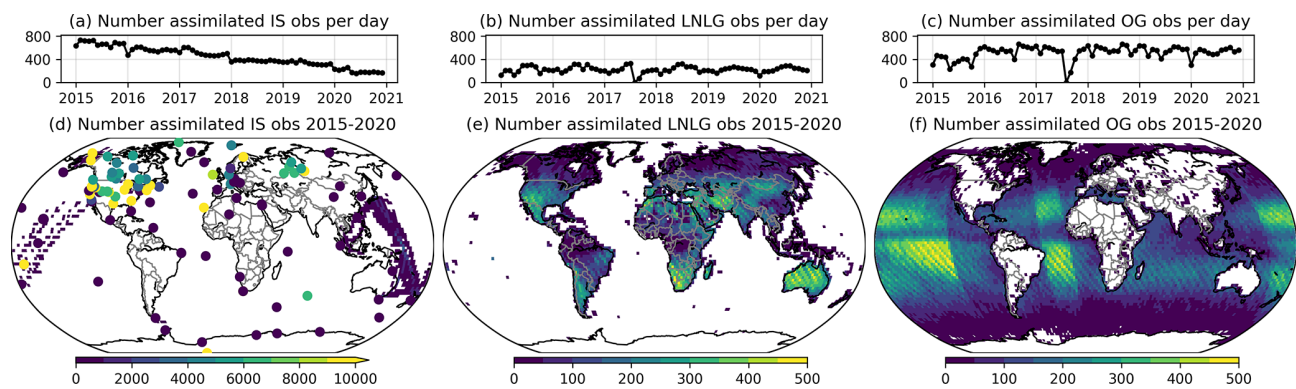 (a) Number assimilated IS obs per day
(b) Number assimilated LNLG obs per day
(c) Number assimilated OG obs per day
800
400
0
2015 2016 2017 2018 2019 2020 2021
800
400
0
2015 2016 2017 2018 2019 2020 2021
800
400
0
2015 2016 2017 2018 2019 2020 2021
(d) Number assimilated IS obs 2015-2020
(e) Number assimilated LNLG obs 2015-2020
(f) Number assimilated OG obs 2015-2020
0 2000 4000 6000 8000 10000
0 100 200 300 400 500
0 100 200 300 400 500